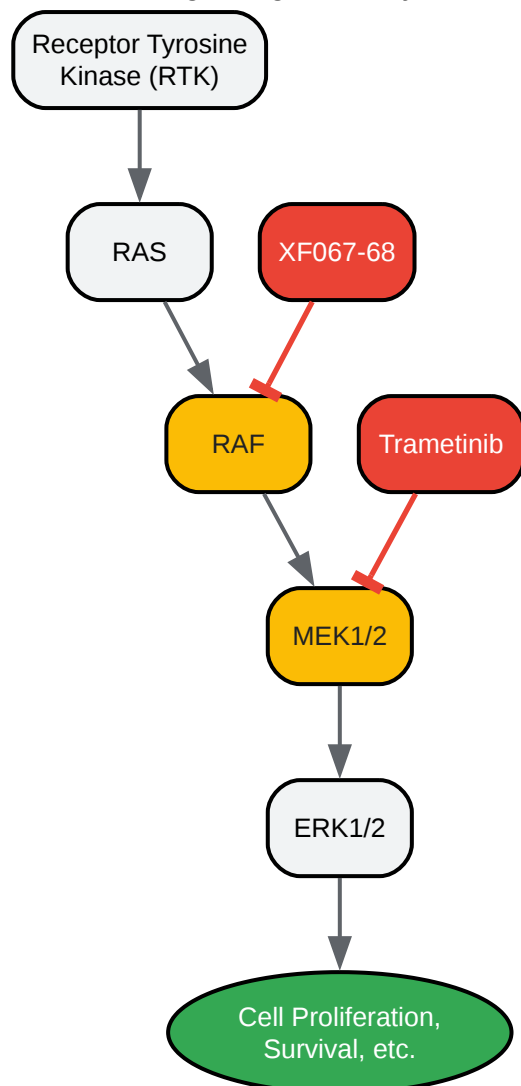 Receptor Tyrosine
Kinase (RTK)
RAS
XF067-68
RAF
Trametinib
MEK1/2
ERK1/2
Cell Proliferation,
Survival, etc.